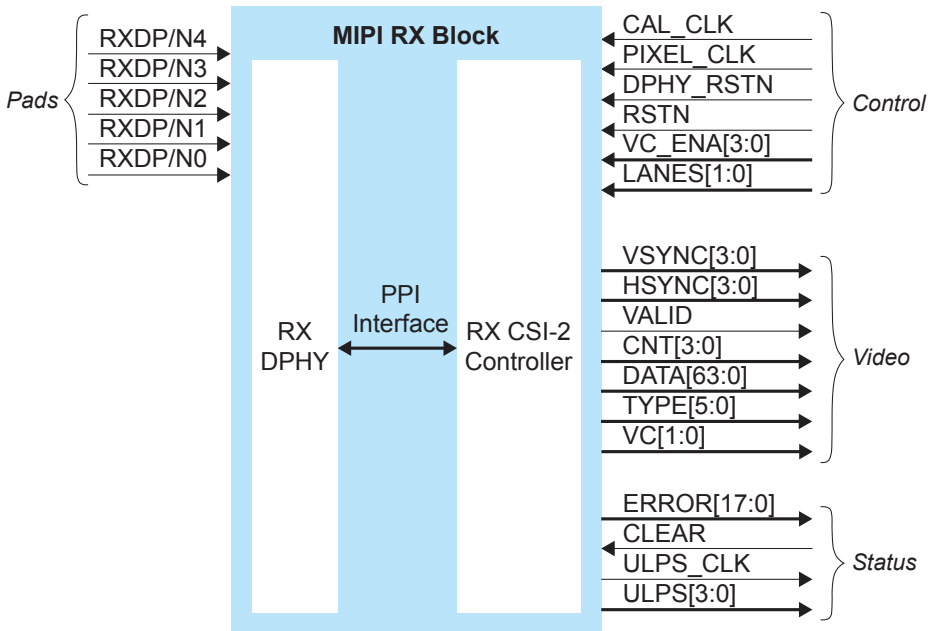 MIPI RX Block
Pads
RXDP/N4
RXDP/N3
RXDP/N2
RXDP/N1
RXDP/N0
RX
DPHY
PPI
Interface
RX CSI-2
Controller
CAL_CLK
PIXEL_CLK
DPHY_RSTN
RSTN
VC_ENA[3:0]
LANES[1:0]
Control
VSYNC[3:0]
HSYNC[3:0]
VALID
CNT[3:0]
DATA[63:0]
TYPE[5:0]
VC[1:0]
Video
ERROR[17:0]
CLEAR
ULPS_CLK
ULPS[3:0]
Status